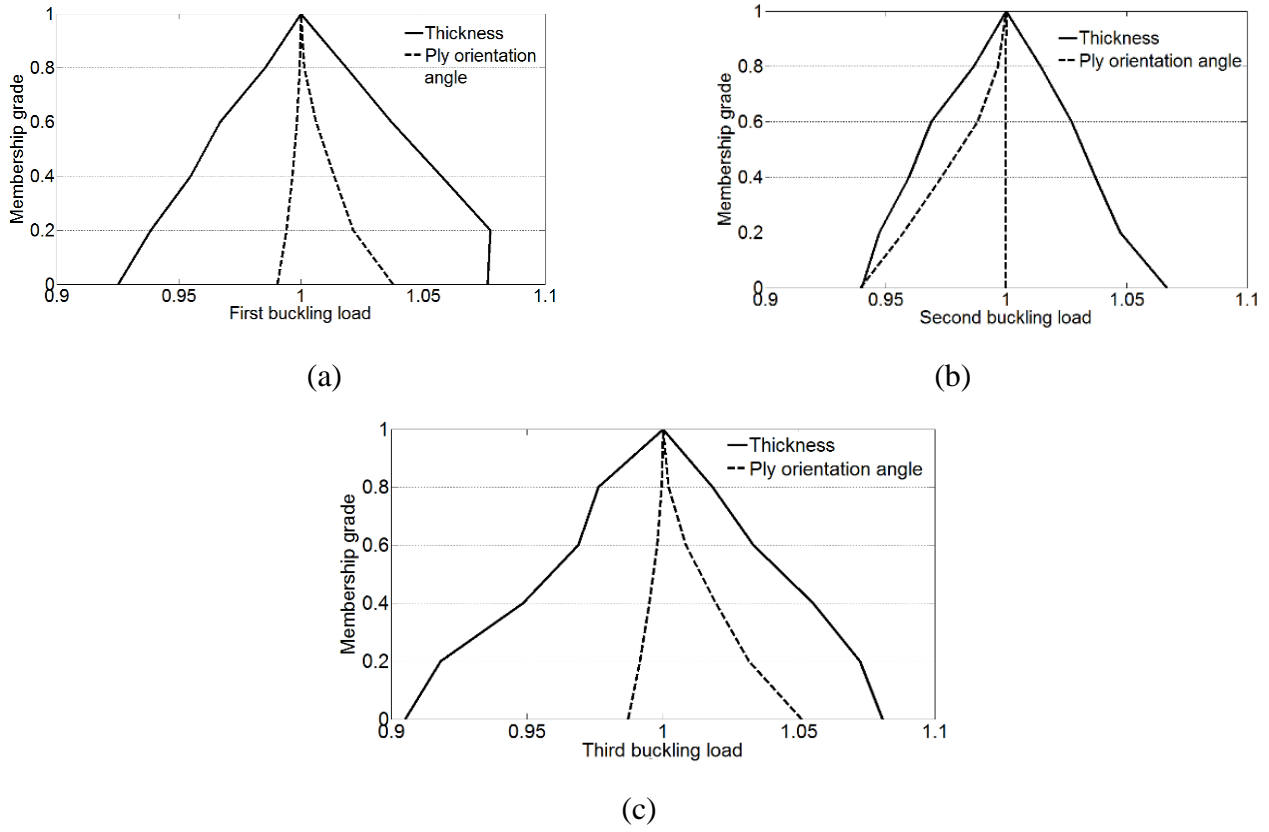 1
0.8
0.6
0.4
0.2
0
Membership grade
Thickness
Ply orientation
angle
0.9
0.95
1
1.05
1.1
First buckling load
(a)
1
0.8
0.6
0.4
0.2
0
Membership grade
Thickness
Ply orientation angle
0.9
0.95
1
1.05
1.1
Second buckling load
(b)
1
0.8
0.6
0.4
0.2
0
Membership grade
Thickness
Ply orientation angle
0.9
0.95
1
1.05
1.1
Third buckling load
(c)